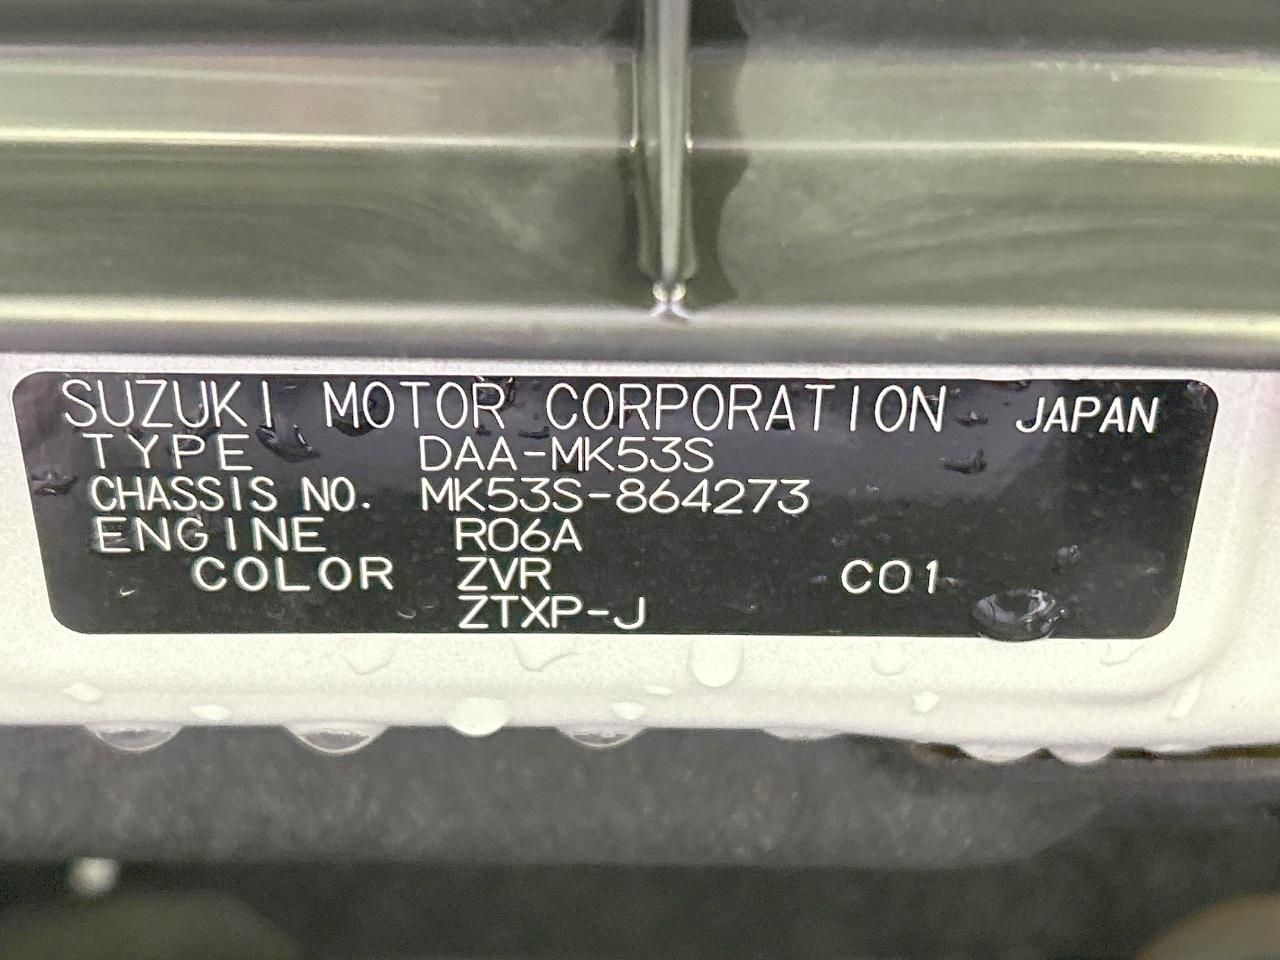 SUZUKI MOTOR CORPORATION JAPAN
TYPE DAA-MK53S
CHASSIS NO. MK53S-864273
ENGINE R06A
COLOR ZVR C01
ZTXP-J